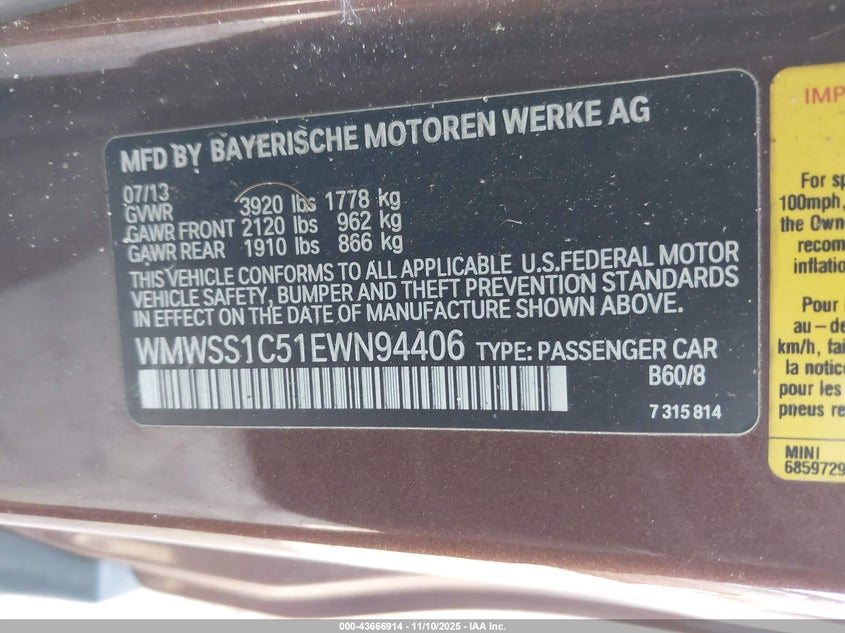 MFD BY BAYERISCHE MOTOREN WERKE AG
07/13
GVWR 3920 lbs 1778 kg
GAWR FRONT 2120 lbs 962 kg
GAWR REAR 1910 lbs 866 kg
THIS VEHICLE CONFORMS TO ALL APPLICABLE U.S.FEDERAL MOTOR
VEHICLE SAFETY, BUMPER AND THEFT PREVENTION STANDARDS
IN EFFECT ON THE DATE OF MANUFACTURE SHOWN ABOVE.
WMWSS1C51EWN94406 TYPE: PASSENGER CAR
B60/8
7 315 814
For
100mph,
the Own
recom
inflation
Pour
au-de
km/h, fai
la notice
pour les
pneus re
MINI
6859729
000-43666914 - 11/10/2025 - IAA Inc.